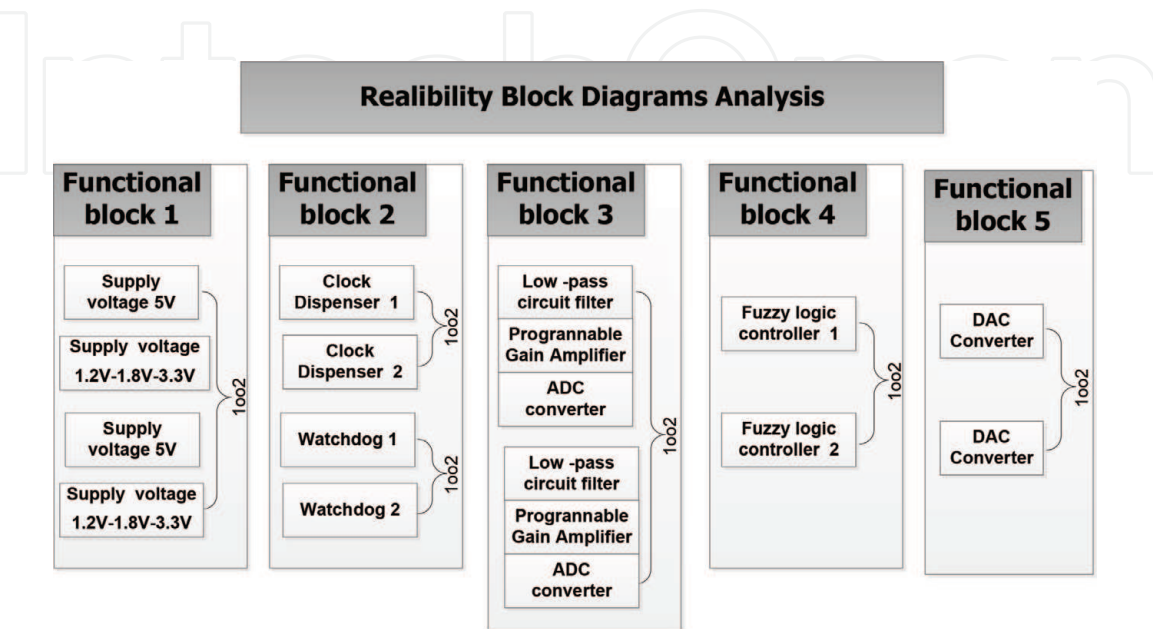 IntechOpen
Realibility Block Diagrams Analysis
Functional
block 1
Supply
voltage 5V
Supply voltage
1.2V-1.8V-3.3V
Supply
voltage 5V
Supply voltage
1.2V-1.8V-3.3V
1oo2
Functional
block 2
Clock
Dispenser 1
Clock
Dispenser 2
1oo2
Watchdog 1
Watchdog 2
1oo2
Functional
block 3
Low -pass
circuit filter
Progrannable
Gain Amplifier
ADC
converter
Low -pass
circuit filter
Progrannable
Gain Amplifier
ADC
converter
1oo2
Functional
block 4
Fuzzy logic
controller 1
Fuzzy logic
controller 2
1oo2
Functional
block 5
DAC
Converter
DAC
Converter
1oo2